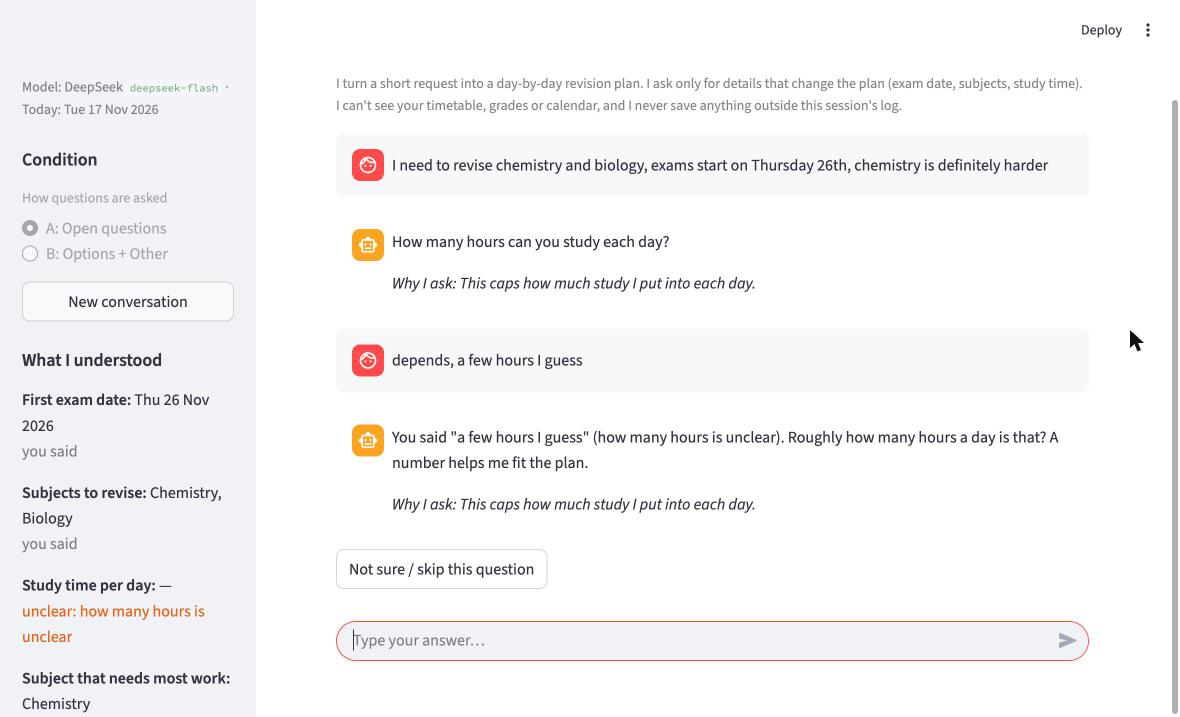 Deploy
Model: DeepSeek deepseek-flash ·
Today: Tue 17 Nov 2026
Condition
How questions are asked
A: Open questions
B: Options + Other
New conversation
What I understood
First exam date: Thu 26 Nov
2026
you said
Subjects to revise: Chemistry,
Biology
you said
Study time per day: —
unclear: how many hours is
unclear
Subject that needs most work:
Chemistry
I turn a short request into a day-by-day revision plan. I ask only for details that change the plan (exam date, subjects, study time).
I can't see your timetable, grades or calendar, and I never save anything outside this session's log.
I need to revise chemistry and biology, exams start on Thursday 26th, chemistry is definitely harder
How many hours can you study each day?
Why I ask: This caps how much study I put into each day.
depends, a few hours I guess
You said "a few hours I guess" (how many hours is unclear). Roughly how many hours a day is that? A
number helps me fit the plan.
Why I ask: This caps how much study I put into each day.
Not sure / skip this question
Type your answer…